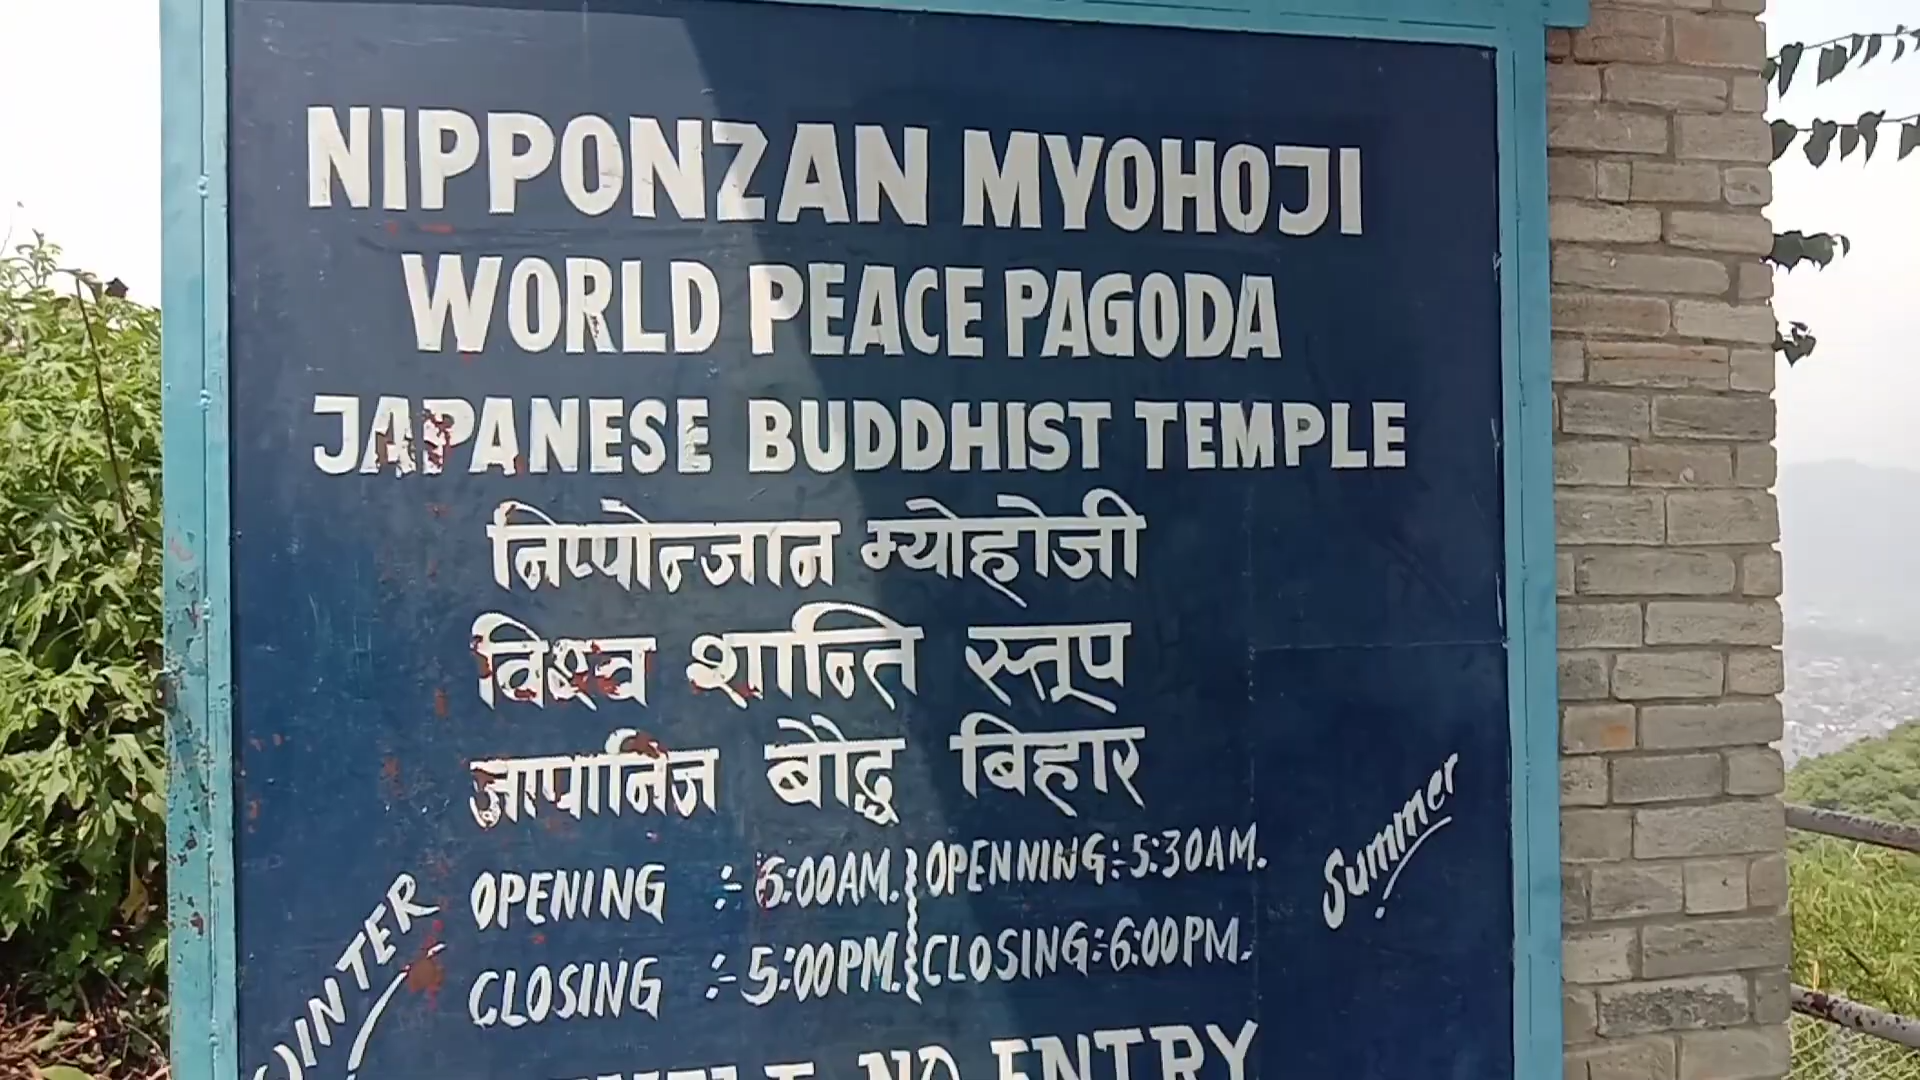 NIPPONZAN MYOHOJI
WORLD PEACE PAGODA
JAPANESE BUDDHIST TEMPLE
निप्पोन्जान म्योहोजी
विश्व शान्ति स्तूप
जापानिज बौद्ध बिहार
WINTER
OPENING :- 6:00AM.
CLOSING :- 5:00PM.
OPENNING:-5:30AM.
CLOSING:-6:00PM.
Summer
NO ENTRY